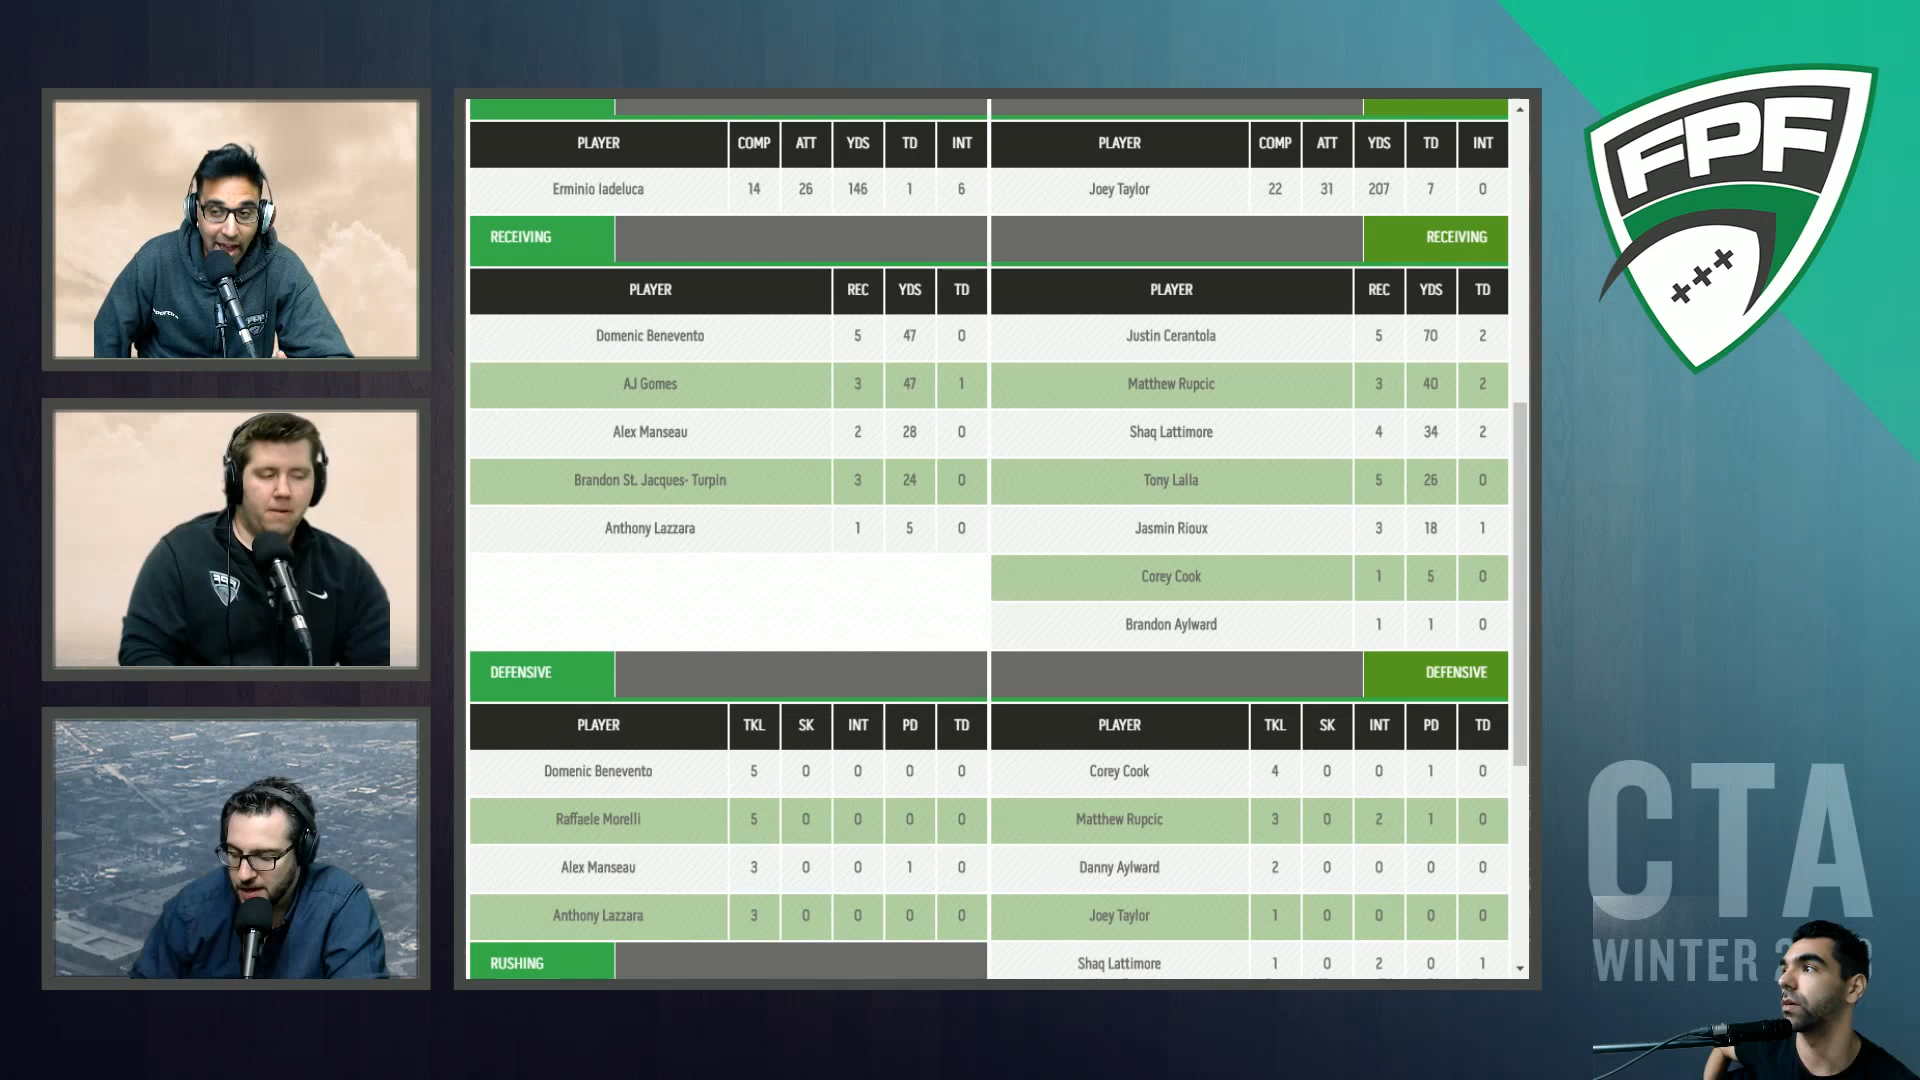 FPF
PLAYER COMP ATT YDS TD INT PLAYER COMP ATT YDS TD INT
Erminio Iadeluca 14 26 146 1 6 Joey Taylor 22 31 207 7 0
RECEIVING RECEIVING
PLAYER REC YDS TD PLAYER REC YDS TD
Domenic Benevento 5 47 0 Justin Cerantola 5 70 2
AJ Gomes 3 47 1 Matthew Rupcic 3 40 2
Alex Manseau 2 28 0 Shaq Lattimore 4 34 2
Brandon St. Jacques- Turpin 3 24 0 Tony Lalla 5 26 0
Anthony Lazzara 1 5 0 Jasmin Rioux 3 18 1
Corey Cook 1 5 0
Brandon Aylward 1 1 0
DEFENSIVE DEFENSIVE
PLAYER TKL SK INT PD TD PLAYER TKL SK INT PD TD
Domenic Benevento 5 0 0 0 0 Corey Cook 4 0 0 1 0
Raffaele Morelli 5 0 0 0 0 Matthew Rupcic 3 0 2 1 0
Alex Manseau 3 0 0 1 0 Danny Aylward 2 0 0 0 0
Anthony Lazzara 3 0 0 0 0 Joey Taylor 1 0 0 0 0
RUSHING Shaq Lattimore 1 0 2 0 1
CTA
WINTER